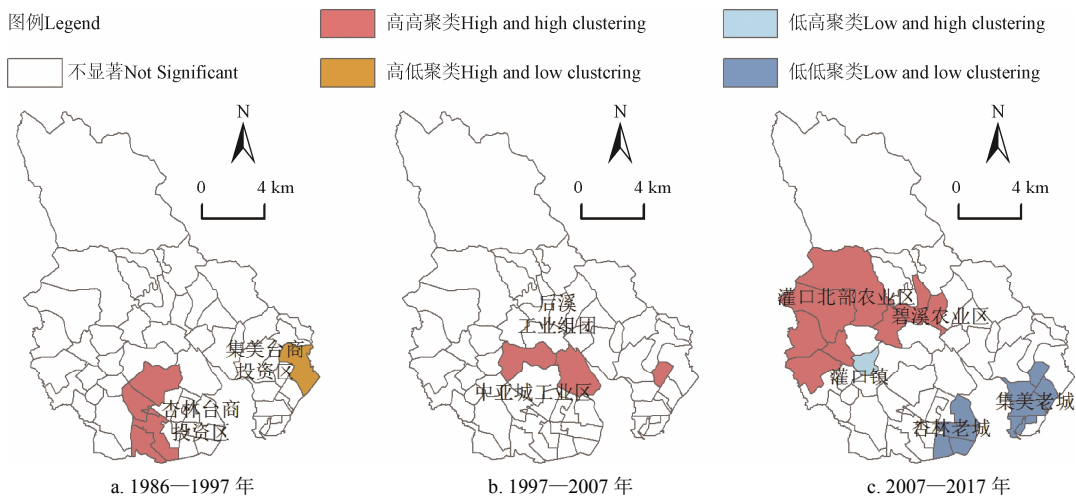 图例Legend
高高聚类High and high clustering
低高聚类Low and high clustering
不显著Not Significant
高低聚类High and low clustcring
低低聚类Low and low clustering
N
0 4 km
集美台商
投资区
杏林台商
投资区
a. 1986—1997 年
N
0 4 km
后溪
工业组团
中亚城工业区
b. 1997—2007 年
N
0 4 km
灌口北部农业区
碧溪农业区
灌口镇
集美老城
杏林老城
c. 2007—2017 年